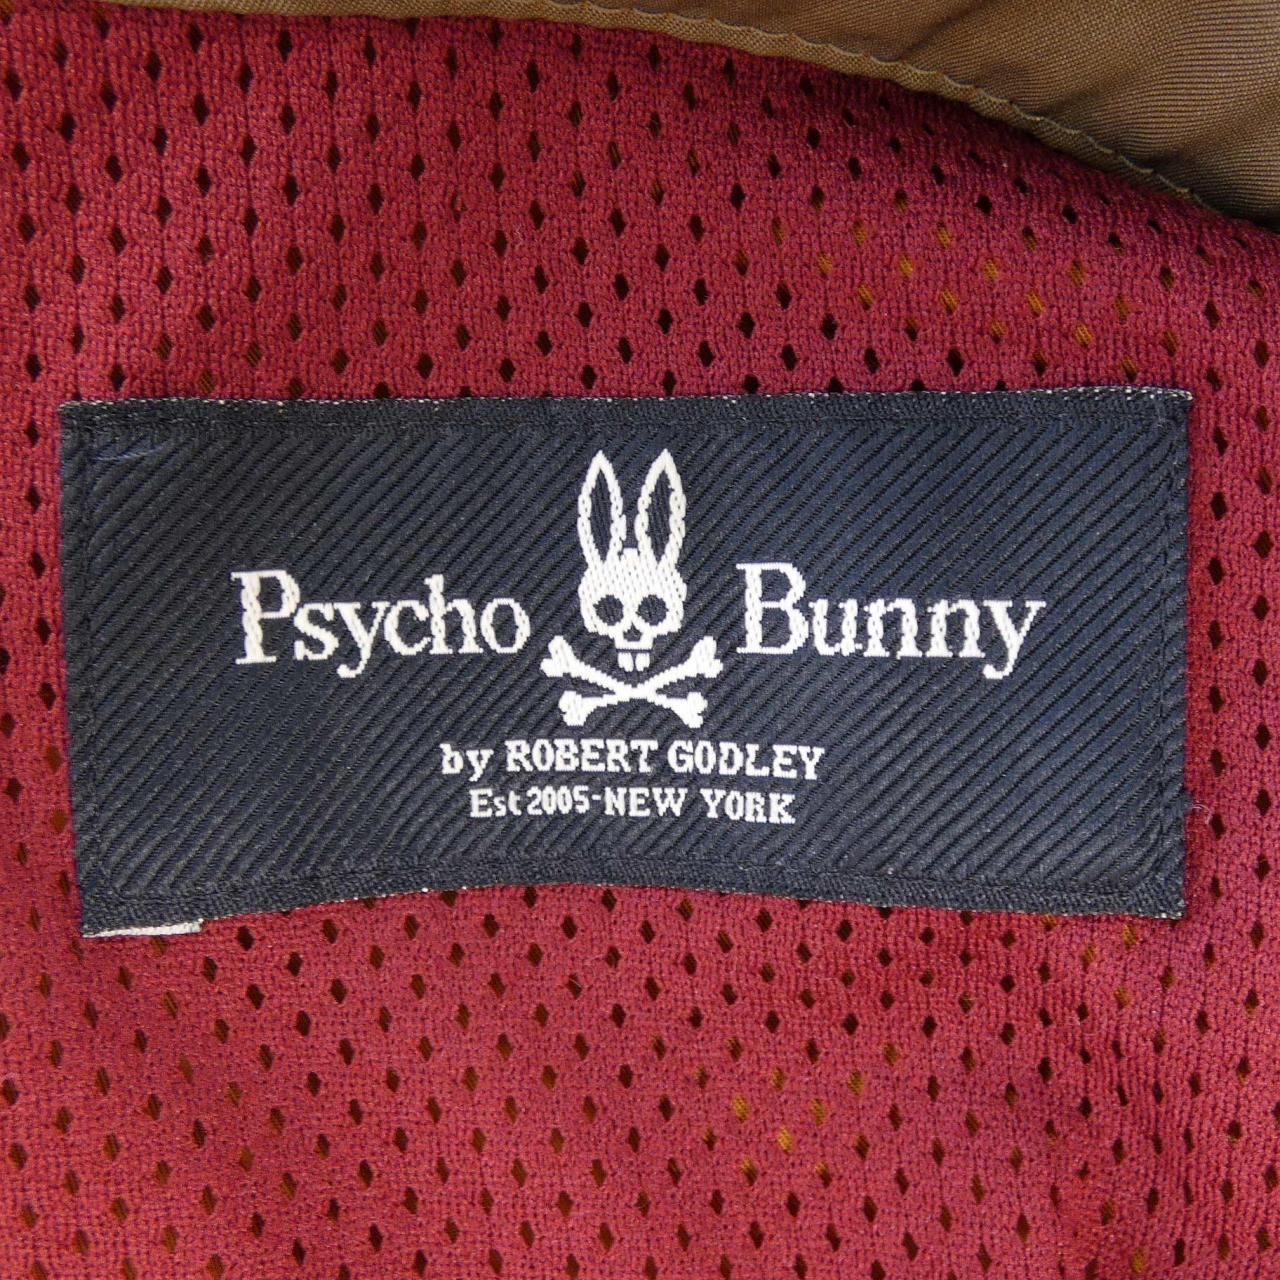 Psycho Bunny
by ROBERT GODLEY
Est 2005-NEW YORK